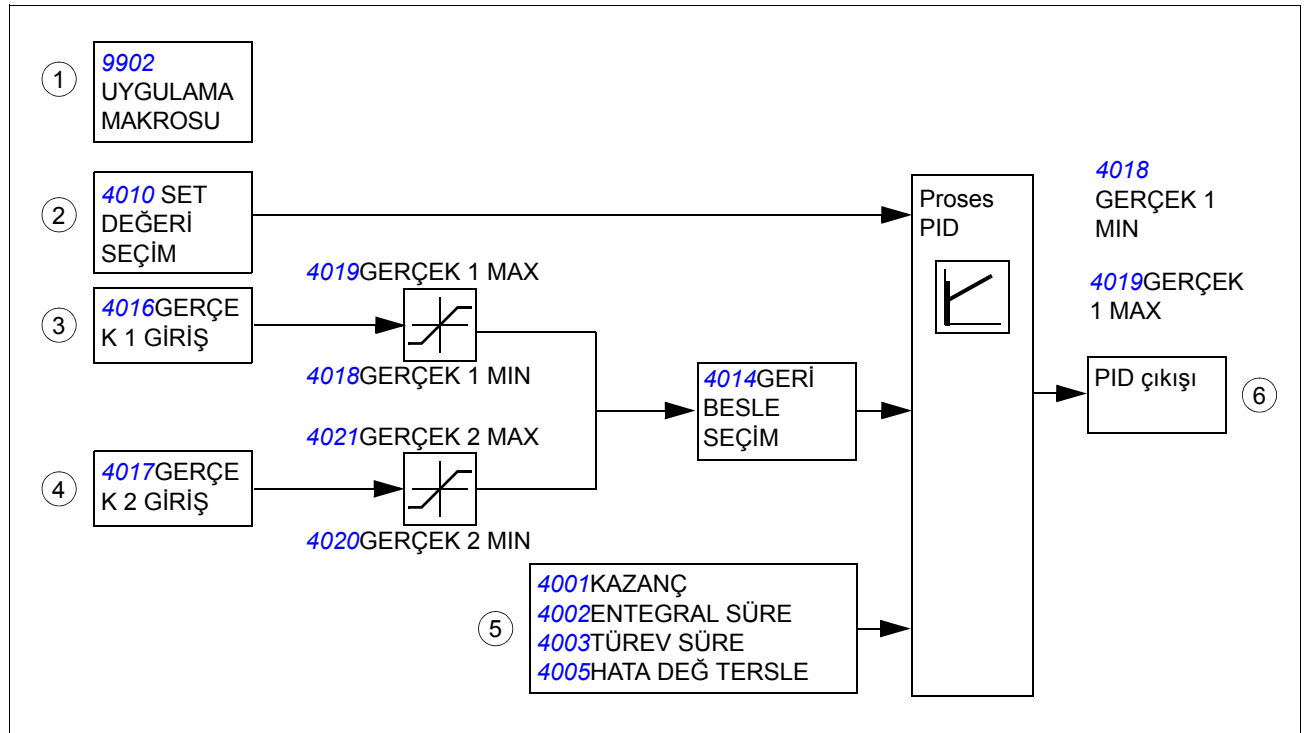 1
9902
UYGULAMA
MAKROSU
2
4010 SET
DEĞERİ
SEÇİM
3
4016GERÇE
K 1 GİRİŞ
4019GERÇEK 1 MAX
4018GERÇEK 1 MIN
4
4017GERÇE
K 2 GİRİŞ
4021GERÇEK 2 MAX
4020GERÇEK 2 MIN
4014GERİ
BESLE
SEÇİM
5
4001KAZANÇ
4002ENTEGRAL SÜRE
4003TÜREV SÜRE
4005HATA DEĞ TERSLE
Proses
PID
4018
GERÇEK 1
MIN
4019GERÇEK
1 MAX
PID çıkışı
6